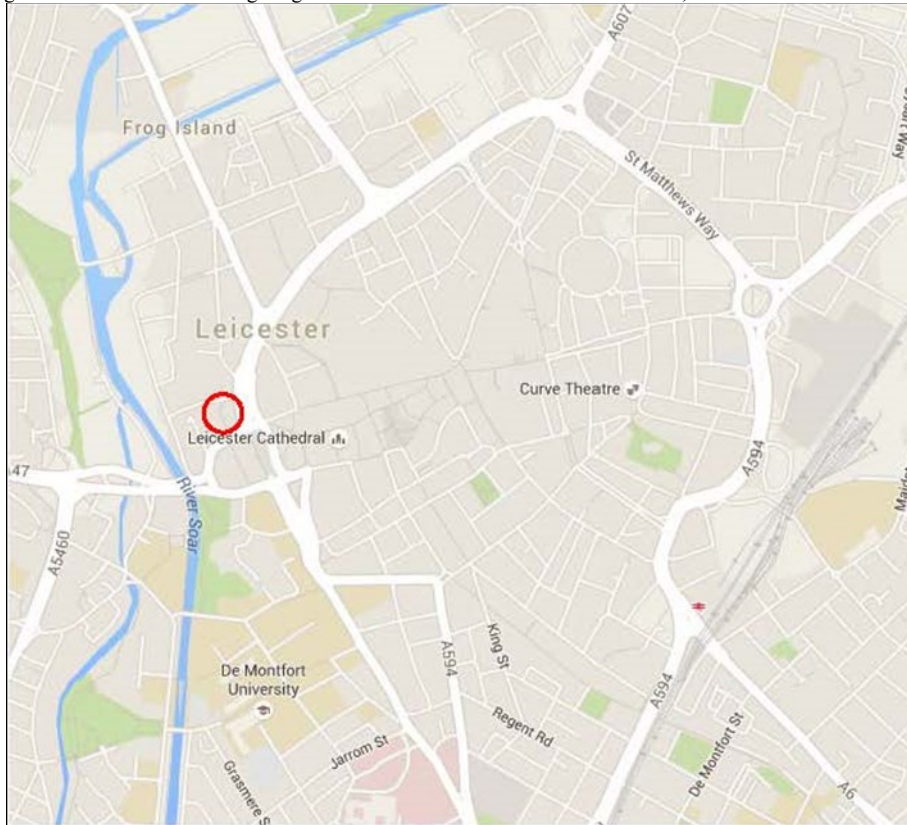 A607
Frog Island
St Matthews Way
Leicester
Curve Theatre
Leicester Cathedral
47
River Soar
A594
A5460
King St
A594
De Montfort
University
Regent Rd
A594
Jarrom St
De Montfort St
Grasmere S
A6